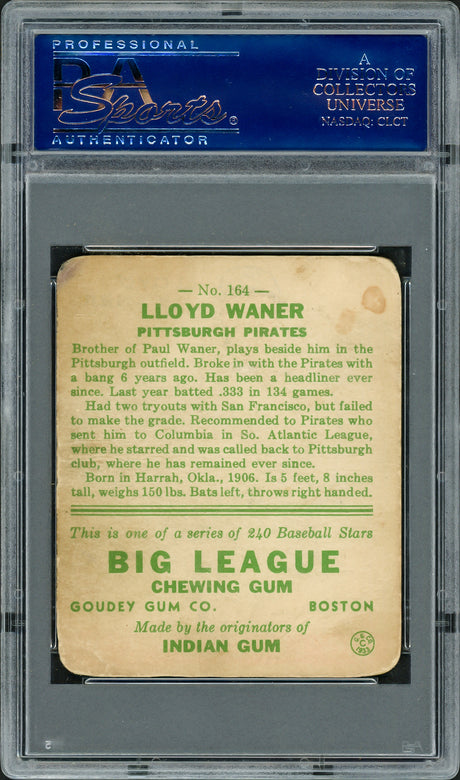 PROFESSIONAL
PSA
Sports®
AUTHENTICATOR
A
DIVISION OF
COLLECTORS
UNIVERSE
NASDAQ: CLCT
— No. 164 —
LLOYD WANER
PITTSBURGH PIRATES
Brother of Paul Waner, plays beside him in the
Pittsburgh outfield. Broke in with the Pirates with
a bang 6 years ago. Has been a headliner ever
since. Last year batted .333 in 134 games.
Had two tryouts with San Francisco, but failed
to make the grade. Recommended to Pirates who
sent him to Columbia in So. Atlantic League,
where he starred and was called back to Pittsburgh
club, where he has remained ever since.
Born in Harrah, Okla., 1906. Is 5 feet, 8 inches
tall, weighs 150 lbs. Bats left, throws right handed.
This is one of a series of 240 Baseball Stars
BIG LEAGUE
CHEWING GUM
GOUDEY GUM CO. BOSTON
Made by the originators of
INDIAN GUM
C
1933
2
PSA